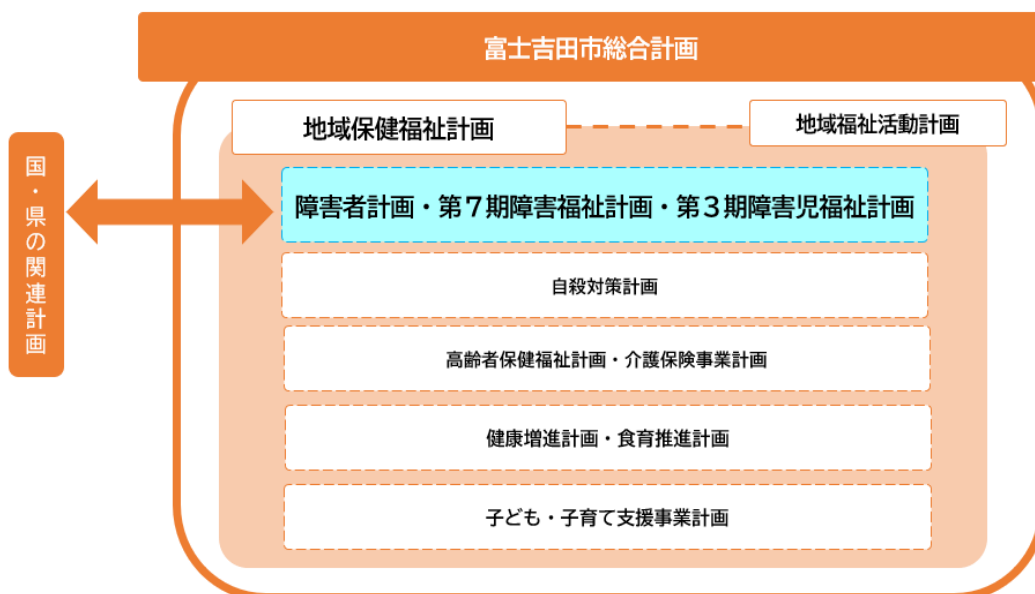 富士吉田市総合計画
地域保健福祉計画
地域福祉活動計画
国・県の関連計画
障害者計画・第７期障害福祉計画・第３期障害児福祉計画
自殺対策計画
高齢者保健福祉計画・介護保険事業計画
健康増進計画・食育推進計画
子ども・子育て支援事業計画